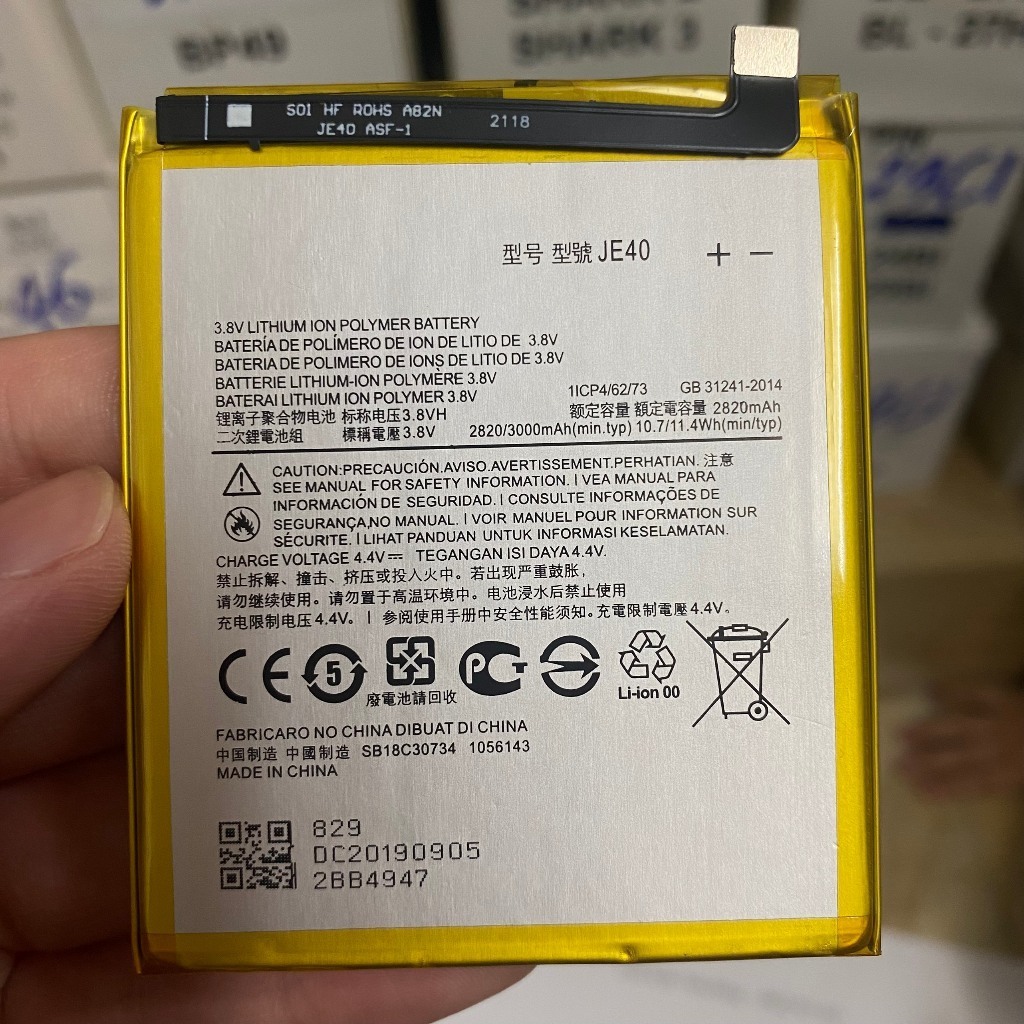 BP49
SHARK 3
BL - 27
S01 HF ROHS A82N
JE40 ASF-1
2118
型号 型號 JE40 + −
3.8V LITHIUM ION POLYMER BATTERY
BATERÍA DE POLÍMERO DE ION DE LITIO DE 3.8V
BATERIA DE POLIMERO DE IONS DE LITIO DE 3.8V
BATTERIE LITHIUM-ION POLYMÈRE 3.8V
BATERAI LITHIUM ION POLYMER 3.8V
1ICP4/62/73 GB 31241-2014
锂离子聚合物电池 标称电压3.8VH
额定容量 額定電容量 2820mAh
二次鋰電池組 標稱電壓3.8V
2820/3000mAh(min.typ) 10.7/11.4Wh(min/typ)
CAUTION:PRECAUCIÓN.AVISO.AVERTISSEMENT.PERHATIAN. 注意
SEE MANUAL FOR SAFETY INFORMATION. I VEA MANUAL PARA
INFORMACIÓN DE SEGURIDAD. I CONSULTE INFORMAÇÕES DE
SEGURANÇA,NO MANUAL. I VOIR MANUEL POUR INFORMATION SUR
SÉCURITE. I LIHAT PANDUAN UNTUK INFORMASI KESELAMATAN.
CHARGE VOLTAGE 4.4V⎓ TEGANGAN ISI DAYA 4.4V.
禁止拆解、撞击、挤压或投入火中。若出现严重鼓胀，
请勿继续使用。请勿置于高温环境中。电池浸水后禁止使用
充电限制电压 4.4V。 I 参阅使用手册中安全性能须知。充電限制電壓 4.4V。
CE 5 PCT
廢電池請回收
Li-ion 00
FABRICARO NO CHINA DIBUAT DI CHINA
中国制造 中國製造 SB18C30734 1056143
MADE IN CHINA
829
DC20190905
2BB4947